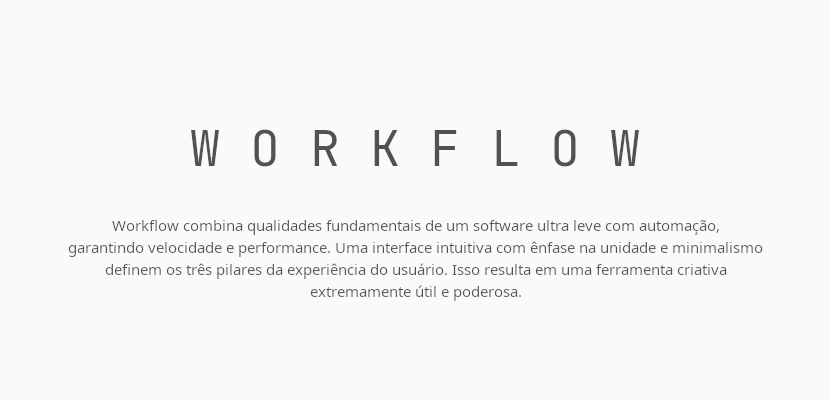 WORKFLOW
Workflow combina qualidades fundamentais de um software ultra leve com automação,
garantindo velocidade e performance. Uma interface intuitiva com ênfase na unidade e minimalismo
definem os três pilares da experiência do usuário. Isso resulta em uma ferramenta criativa
extremamente útil e poderosa.